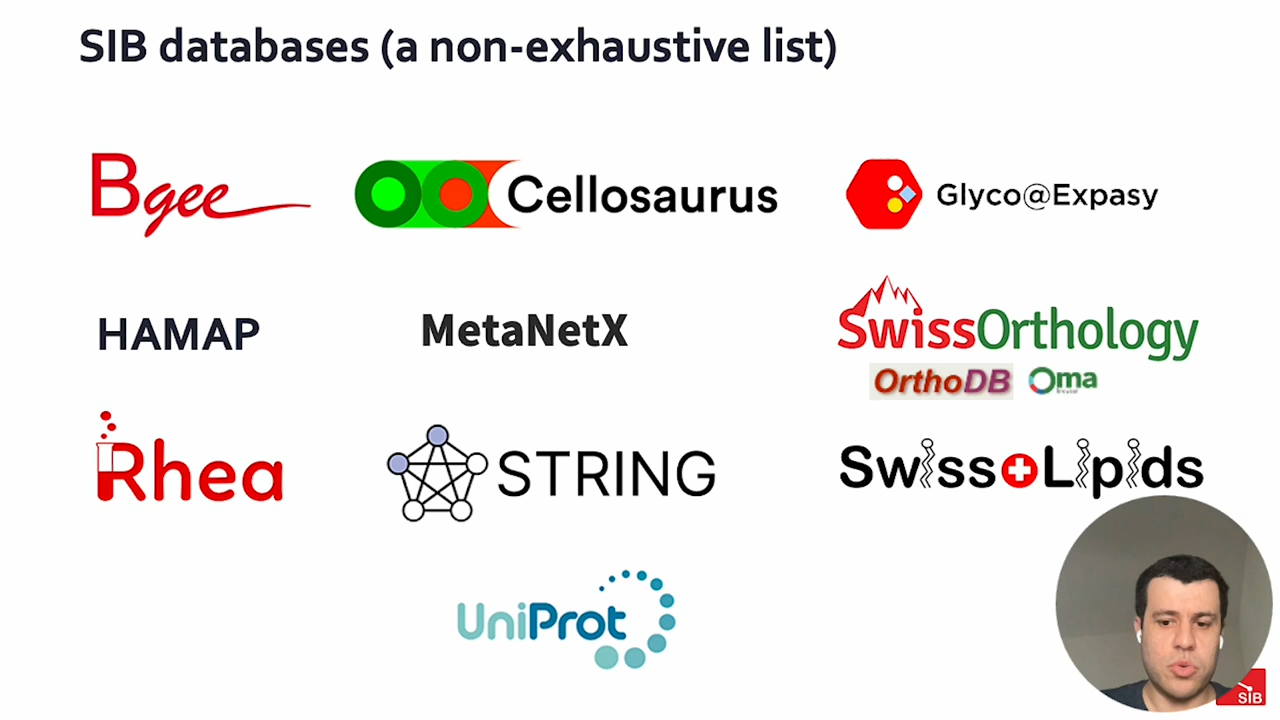 SIB databases (a non-exhaustive list)
Bgee
Cellosaurus
Glyco@Expasy
HAMAP
MetaNetX
SwissOrthology
OrthoDB
Oma
Rhea
STRING
SwissLipids
UniProt
SIB